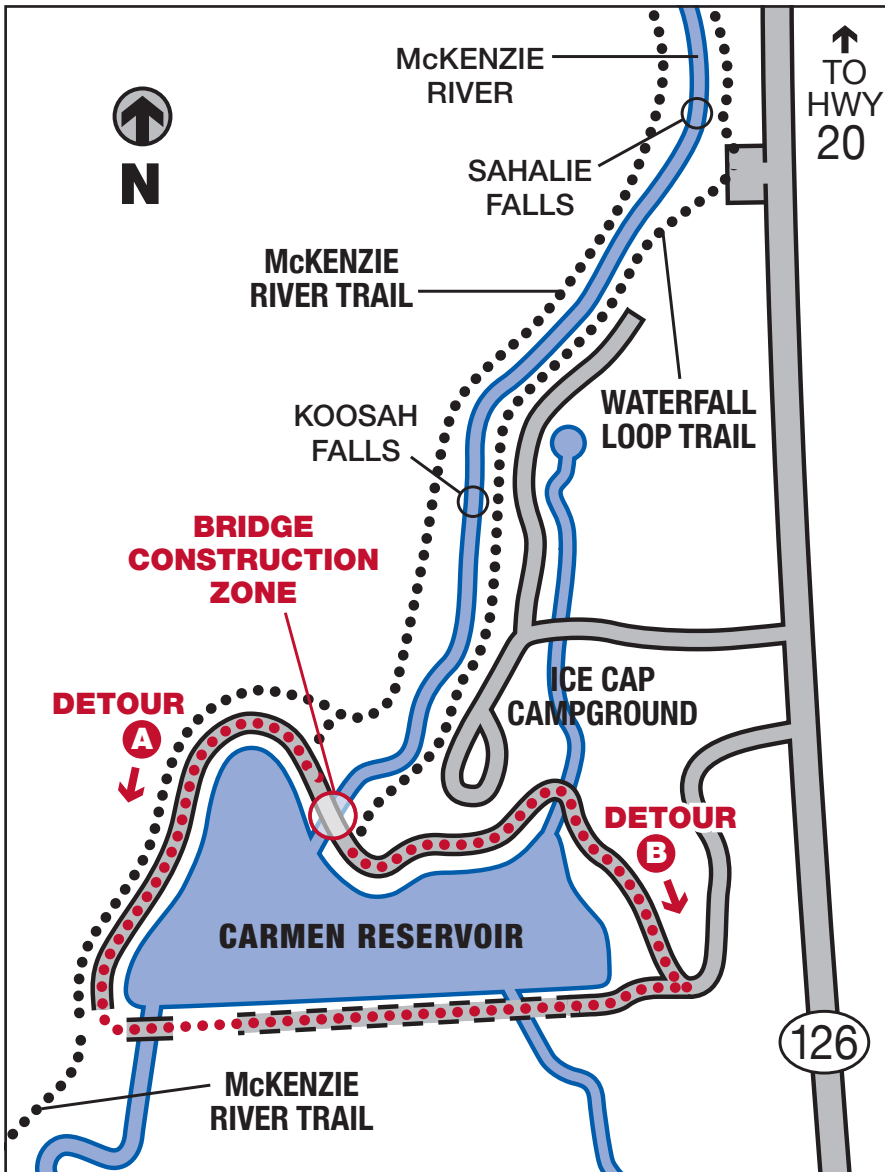 McKENZIE
RIVER
TO
HWY
20
N
SAHALIE
FALLS
McKENZIE
RIVER TRAIL
WATERFALL
LOOP TRAIL
KOOSAH
FALLS
BRIDGE
CONSTRUCTION
ZONE
ICE CAP
CAMPGROUND
DETOUR
A
DETOUR
B
CARMEN RESERVOIR
126
McKENZIE
RIVER TRAIL